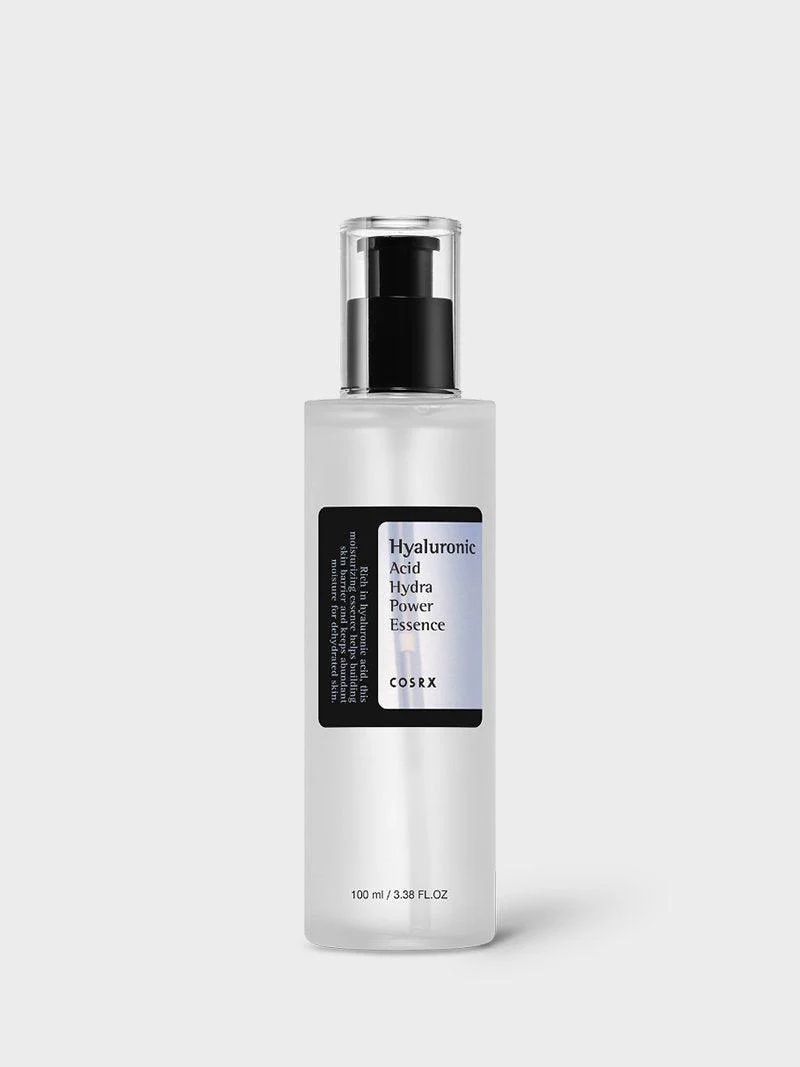 Rich in hyaluronic acid, this
moisturizing essence helps building
skin barrier and keeps abundant
moisture for dehydrated skin.
Hyaluronic
Acid
Hydra
Power
Essence
COSRX
100 ml / 3.38 FL.OZ